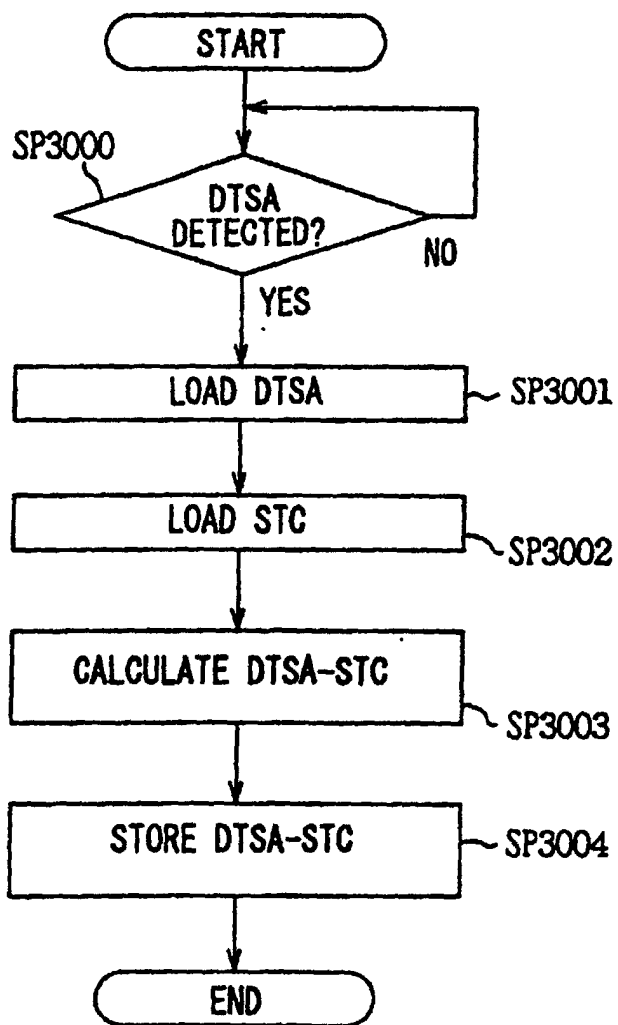 START
SP3000
DTSA
DETECTED?
NO
YES
LOAD DTSA
SP3001
LOAD STC
SP3002
CALCULATE DTSA-STC
SP3003
STORE DTSA-STC
SP3004
END